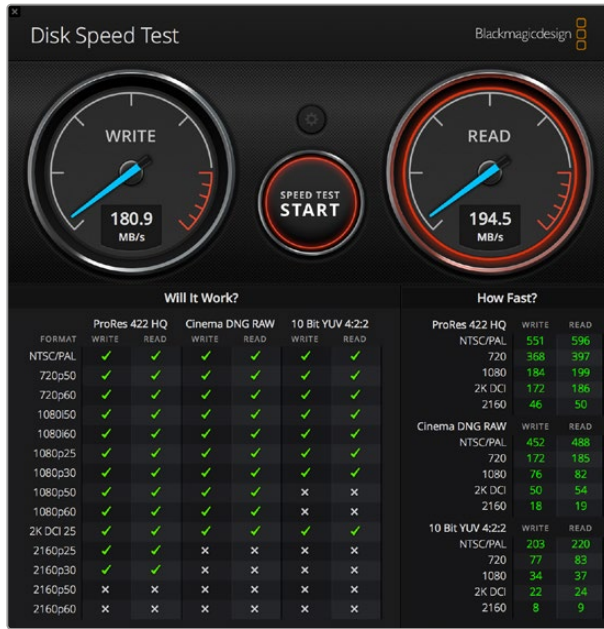 Disk Speed Test
Blackmagicdesign
WRITE
180.9
MB/s
SPEED TEST
START
READ
194.5
MB/s
Will It Work?
ProRes 422 HQ Cinema DNG RAW 10 Bit YUV 4:2:2
FORMAT WRITE READ WRITE READ WRITE READ
NTSC/PAL ✓ ✓ ✓ ✓ ✓ ✓
720p50 ✓ ✓ ✓ ✓ ✓ ✓
720p60 ✓ ✓ ✓ ✓ ✓ ✓
1080i50 ✓ ✓ ✓ ✓ ✓ ✓
1080i60 ✓ ✓ ✓ ✓ ✓ ✓
1080p25 ✓ ✓ ✓ ✓ ✓ ✓
1080p30 ✓ ✓ ✓ ✓ ✓ ✓
1080p50 ✓ ✓ ✓ ✓ × ×
1080p60 ✓ ✓ ✓ ✓ × ×
2K DCI 25 ✓ ✓ ✓ ✓ ✓ ✓
2160p25 ✓ ✓ × × × ×
2160p30 ✓ ✓ × × × ×
2160p50 × × × × × ×
2160p60 × × × × × ×
How Fast?
ProRes 422 HQ WRITE READ
NTSC/PAL 551 596
720 368 397
1080 184 199
2K DCI 172 186
2160 46 50
Cinema DNG RAW WRITE READ
NTSC/PAL 452 488
720 172 185
1080 76 82
2K DCI 50 54
2160 18 19
10 Bit YUV 4:2:2 WRITE READ
NTSC/PAL 203 220
720 77 83
1080 34 37
2K DCI 22 24
2160 8 9